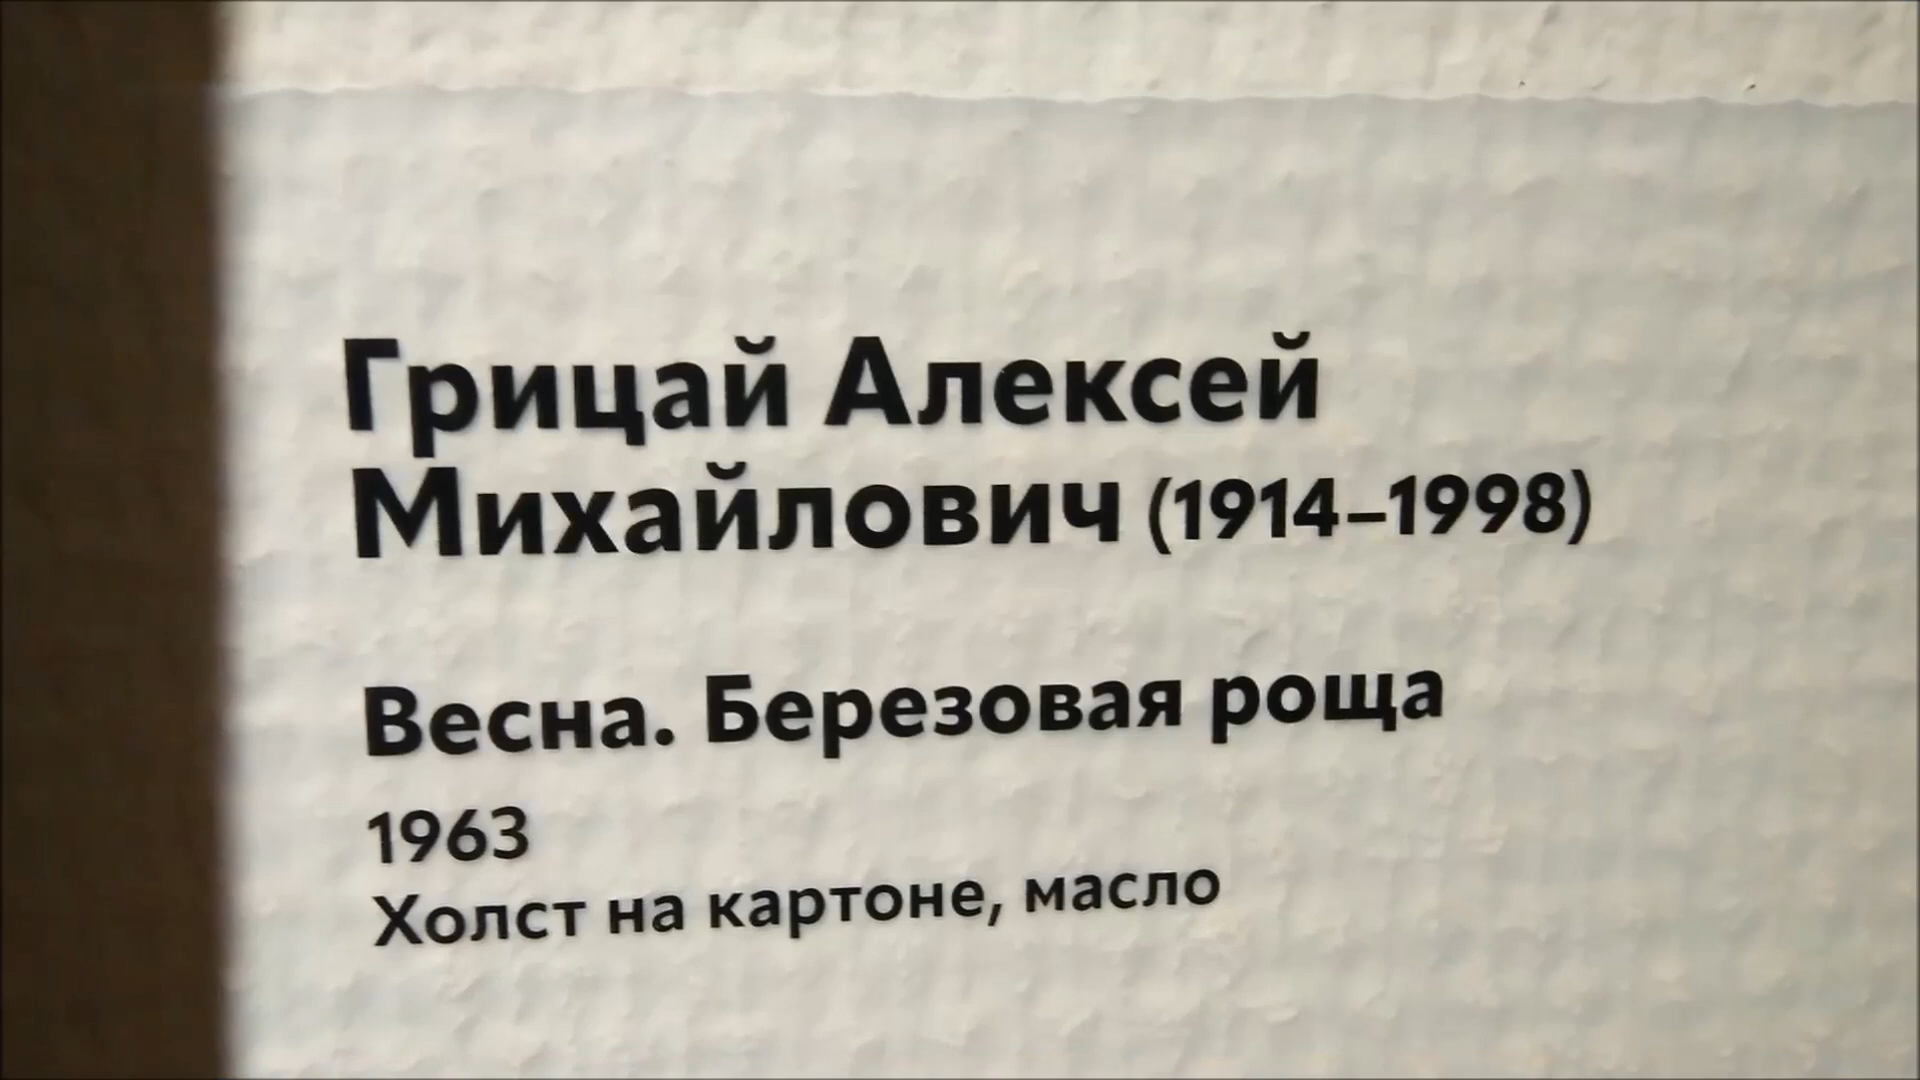 Грицай Алексей
Михайлович (1914–1998)
Весна. Березовая роща
1963
Холст на картоне, масло